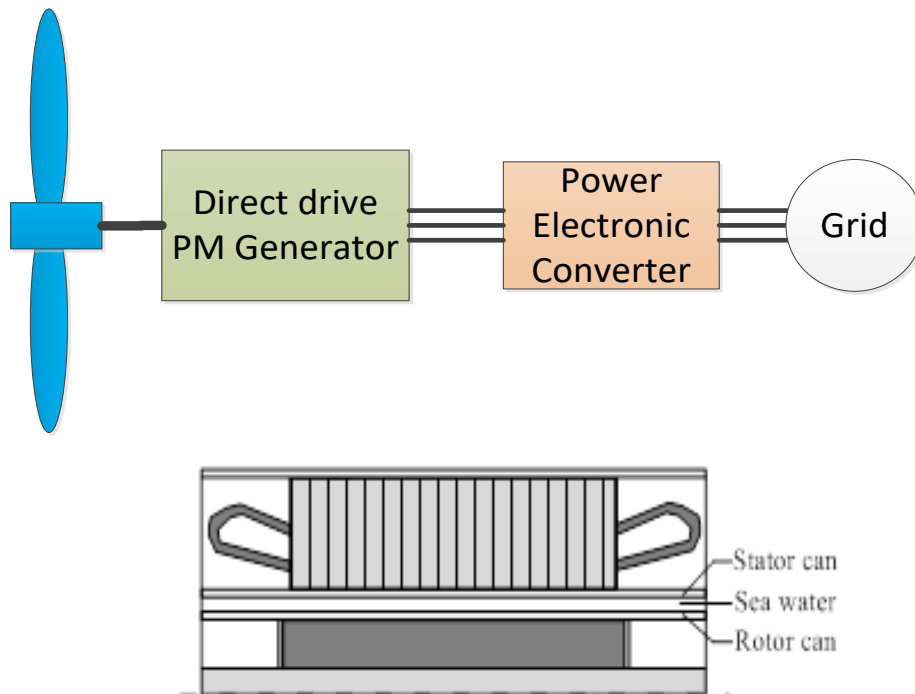 Direct drive
PM Generator
Power
Electronic
Converter
Grid
Stator can
Sea water
Rotor can